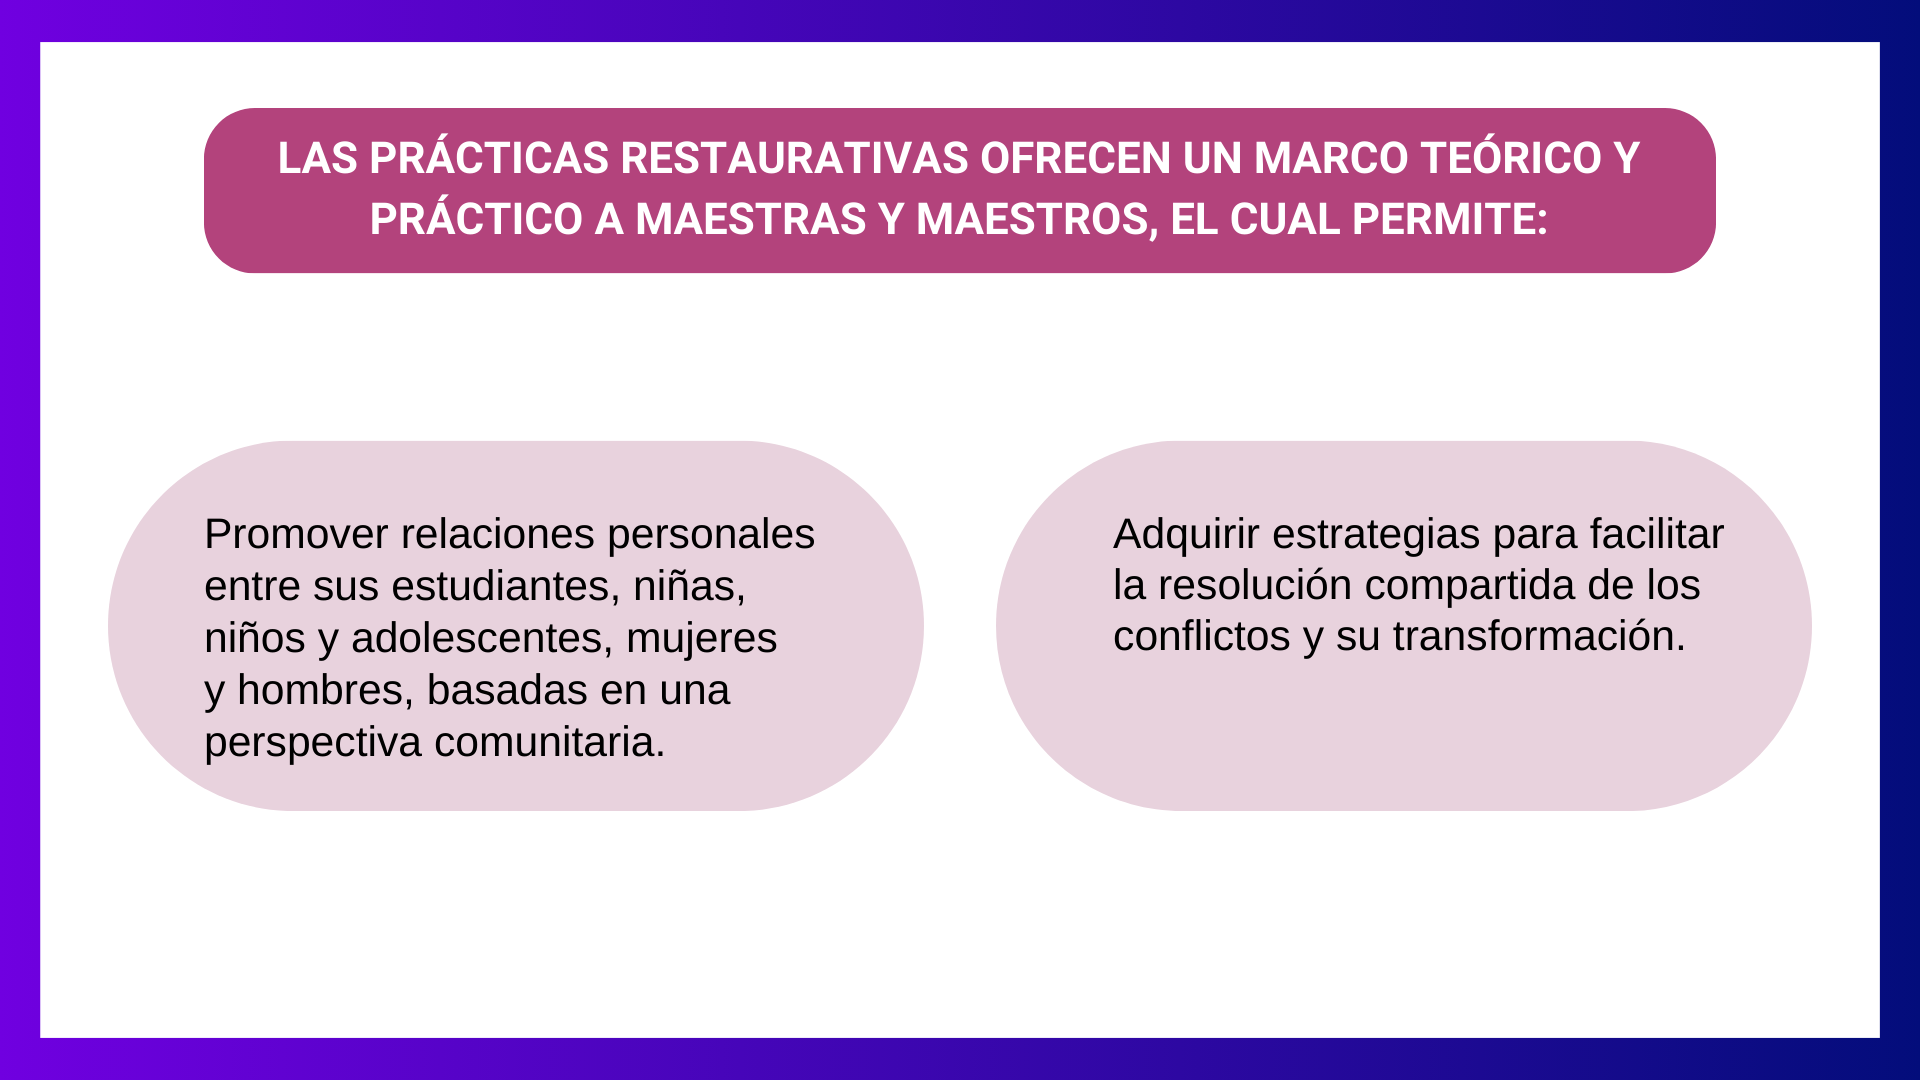 LAS PRÁCTICAS RESTAURATIVAS OFRECEN UN MARCO TEÓRICO Y
PRÁCTICO A MAESTRAS Y MAESTROS, EL CUAL PERMITE:
Promover relaciones personales
entre sus estudiantes, niñas,
niños y adolescentes, mujeres
y hombres, basadas en una
perspectiva comunitaria.
Adquirir estrategias para facilitar
la resolución compartida de los
conflictos y su transformación.